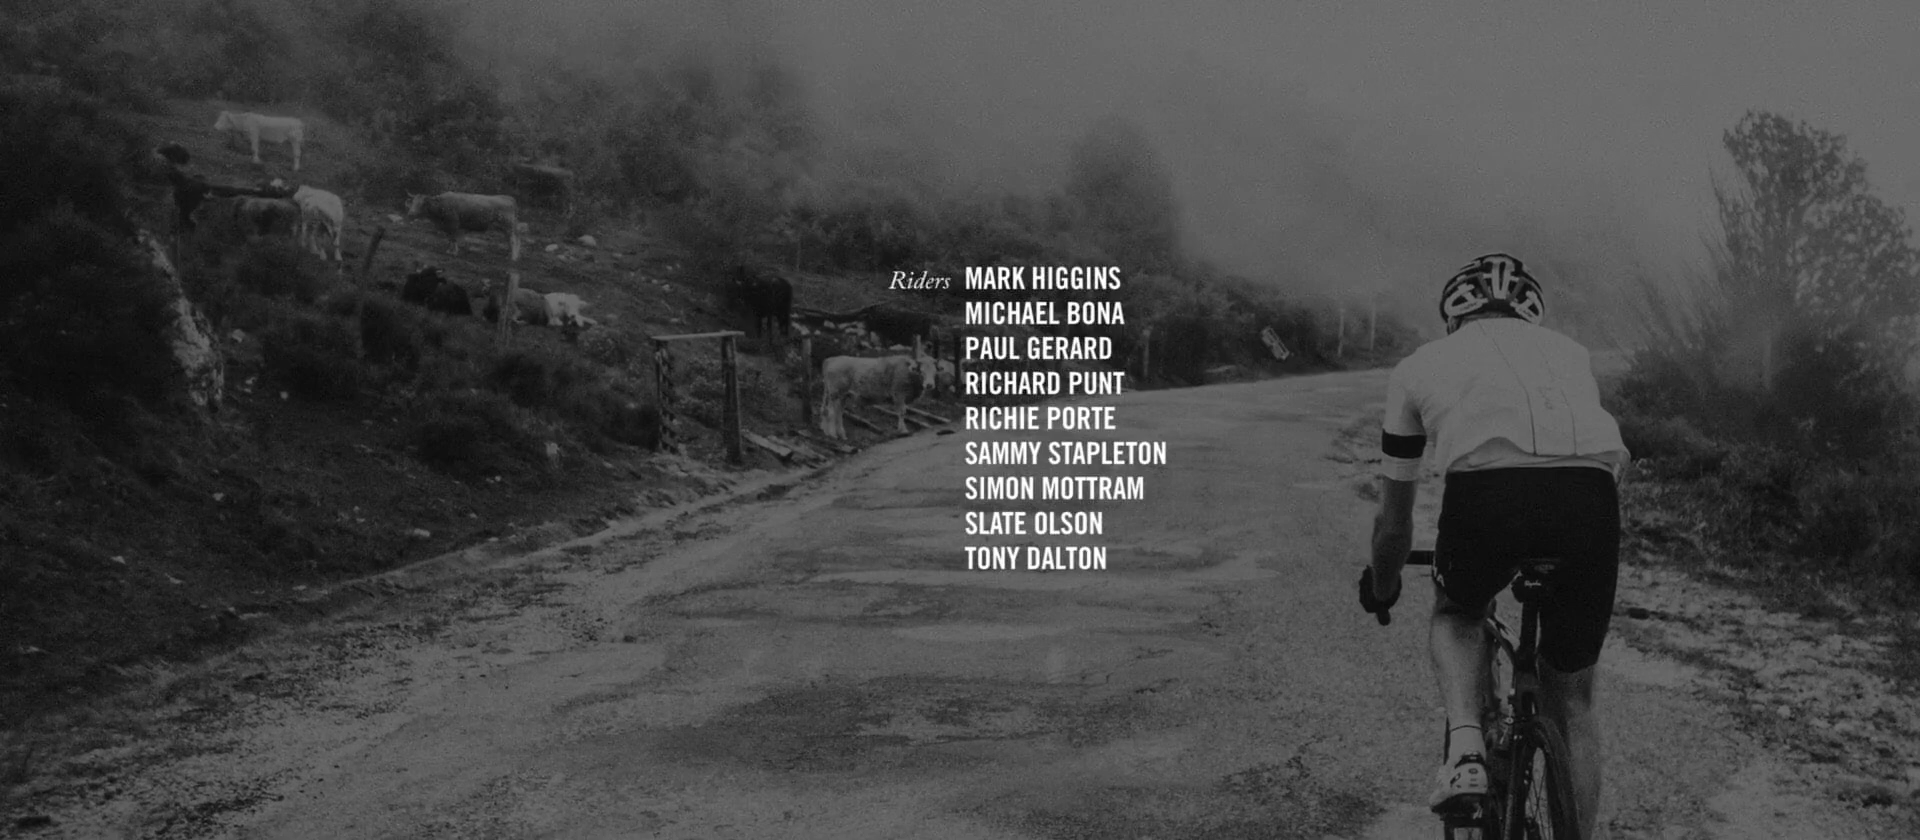 Riders MARK HIGGINS
MICHAEL BONA
PAUL GERARD
RICHARD PUNT
RICHIE PORTE
SAMMY STAPLETON
SIMON MOTTRAM
SLATE OLSON
TONY DALTON
Rapha